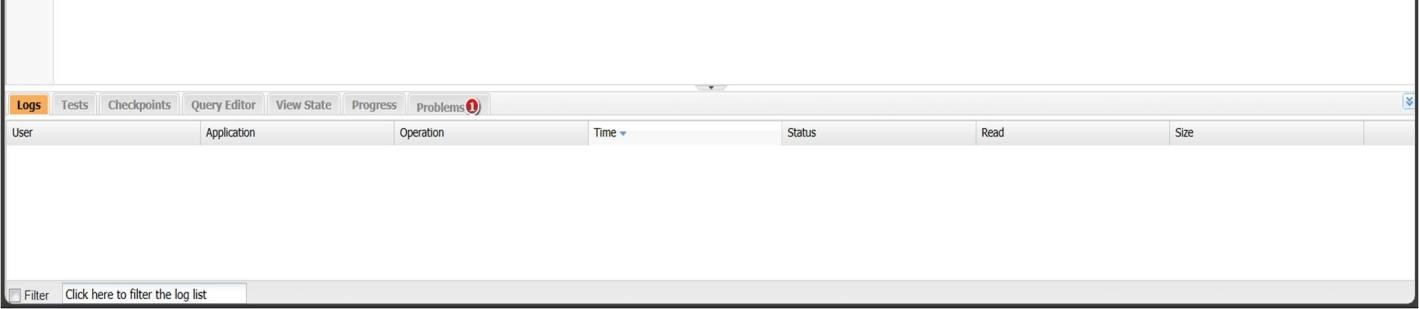 Logs Tests Checkpoints Query Editor View State Progress Problems 1
User Application Operation Time Status Read Size
Filter Click here to filter the log list